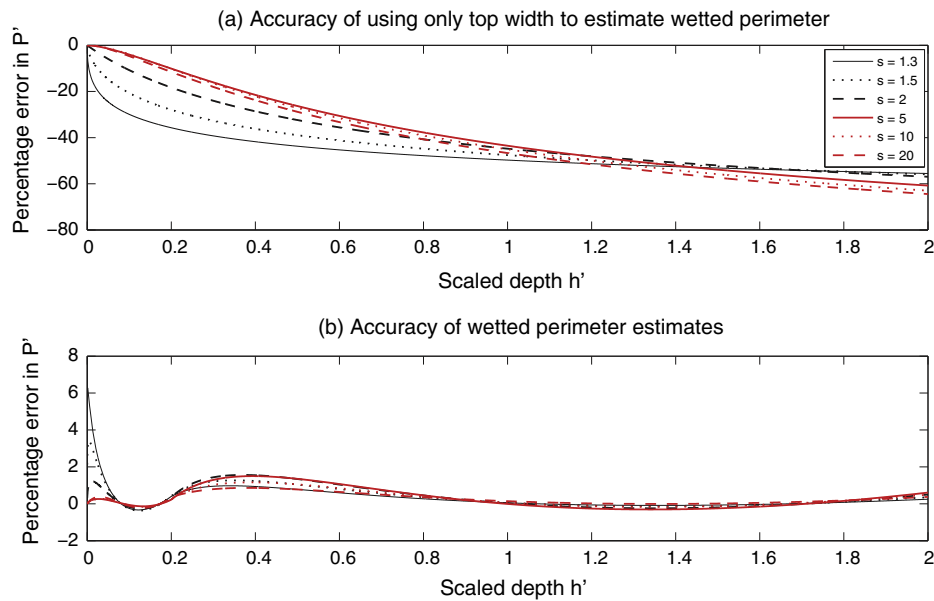 (a) Accuracy of using only top width to estimate wetted perimeter
Percentage error in P'
0
-20
-40
-60
-80
s = 1.3
s = 1.5
s = 2
s = 5
s = 10
s = 20
0 0.2 0.4 0.6 0.8 1 1.2 1.4 1.6 1.8 2
Scaled depth h'
(b) Accuracy of wetted perimeter estimates
Percentage error in P'
8
6
4
2
0
-2
0 0.2 0.4 0.6 0.8 1 1.2 1.4 1.6 1.8 2
Scaled depth h'